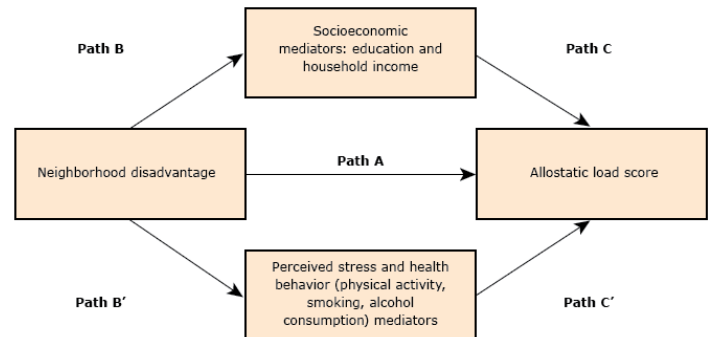 Path B
Socioeconomic
mediators: education and
household income
Path C
Neighborhood disadvantage
Path A
Allostatic load score
Path B′
Perceived stress and health
behavior (physical activity,
smoking, alcohol
consumption) mediators
Path C′